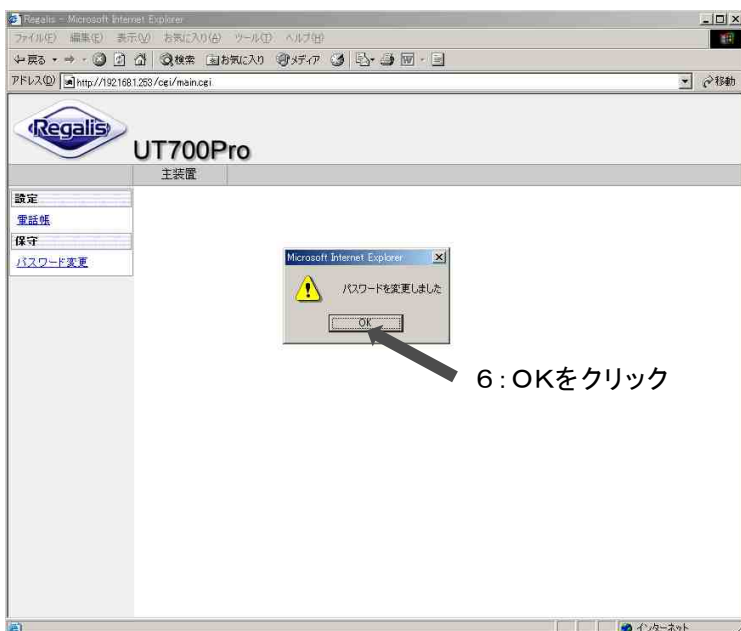 Regalis - Microsoft Internet Explorer
ファイル(F) 編集(E) 表示(V) お気に入り(A) ツール(T) ヘルプ(H)
戻る 検索 お気に入り メディア
アドレス(D) http://192.168.1.253/cgi/main.cgi 移動
Regalis
UT700Pro
主装置
設定
電話帳
保守
パスワード変更
Microsoft Internet Explorer
パスワードを変更しました
OK
6:OKをクリック
インターネット